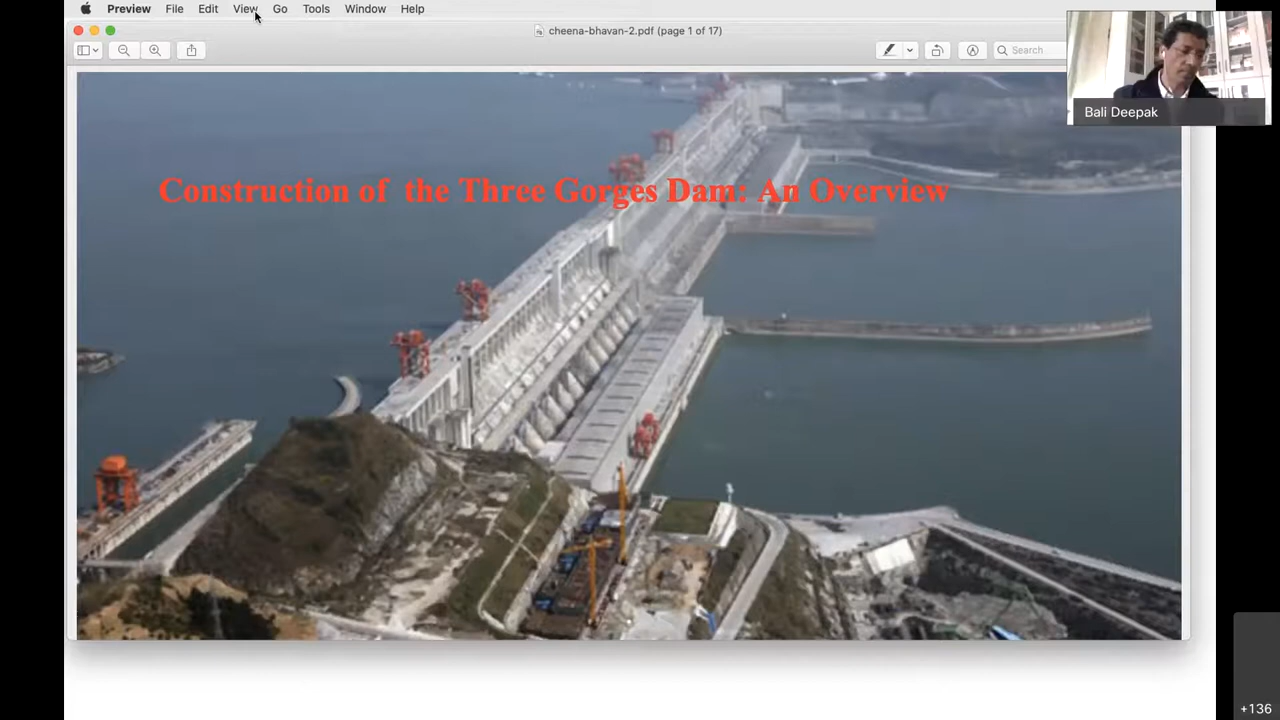 Preview File Edit View Go Tools Window Help
cheena-bhavan-2.pdf (page 1 of 17)
Search
Bali Deepak
Construction of the Three Gorges Dam: An Overview
+136